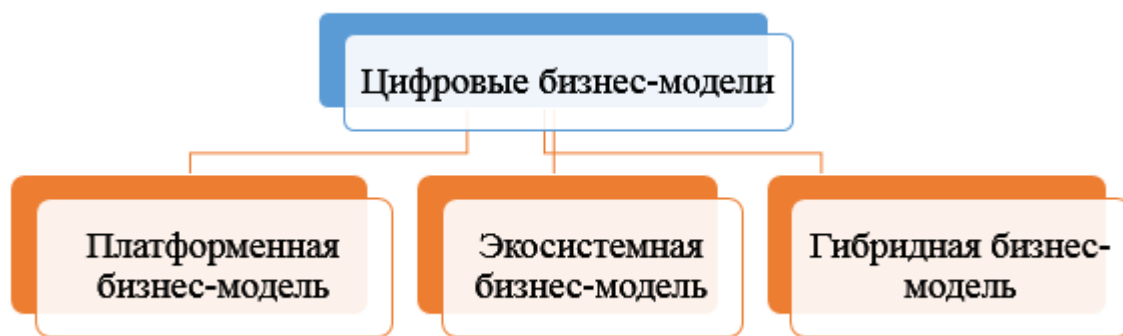 Цифровые бизнес-модели
Платформенная
бизнес-модель
Экосистемная
бизнес-модель
Гибридная бизнес-
модель